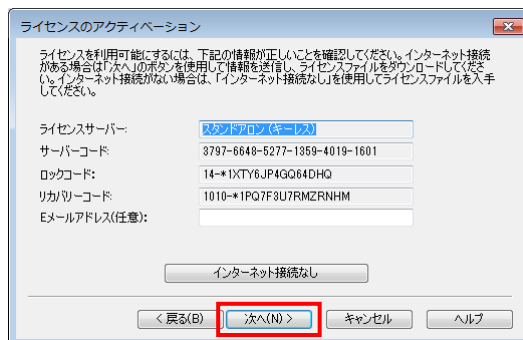 ライセンスのアクティベーション
ライセンスを利用可能にするには、下記の情報が正しいことを確認してください。インターネット接続
がある場合は「次へ」のボタンを使用して情報を送信し、ライセンスファイルをダウンロードしてくださ
い。インターネット接続がない場合は、「インターネット接続なし」を使用してライセンスファイルを入手
してください。
ライセンスサーバー: スタンドアロン(キーレス)
サーバーコード: 3797-6648-5277-1359-4019-1601
ロックコード: 14-*1XTY6JP4GQ64DHQ
リカバリーコード: 1010-*1PQ7F3U7RMZRNHM
Eメールアドレス(任意):
インターネット接続なし
< 戻る(B) 次へ(N) > キャンセル ヘルプ